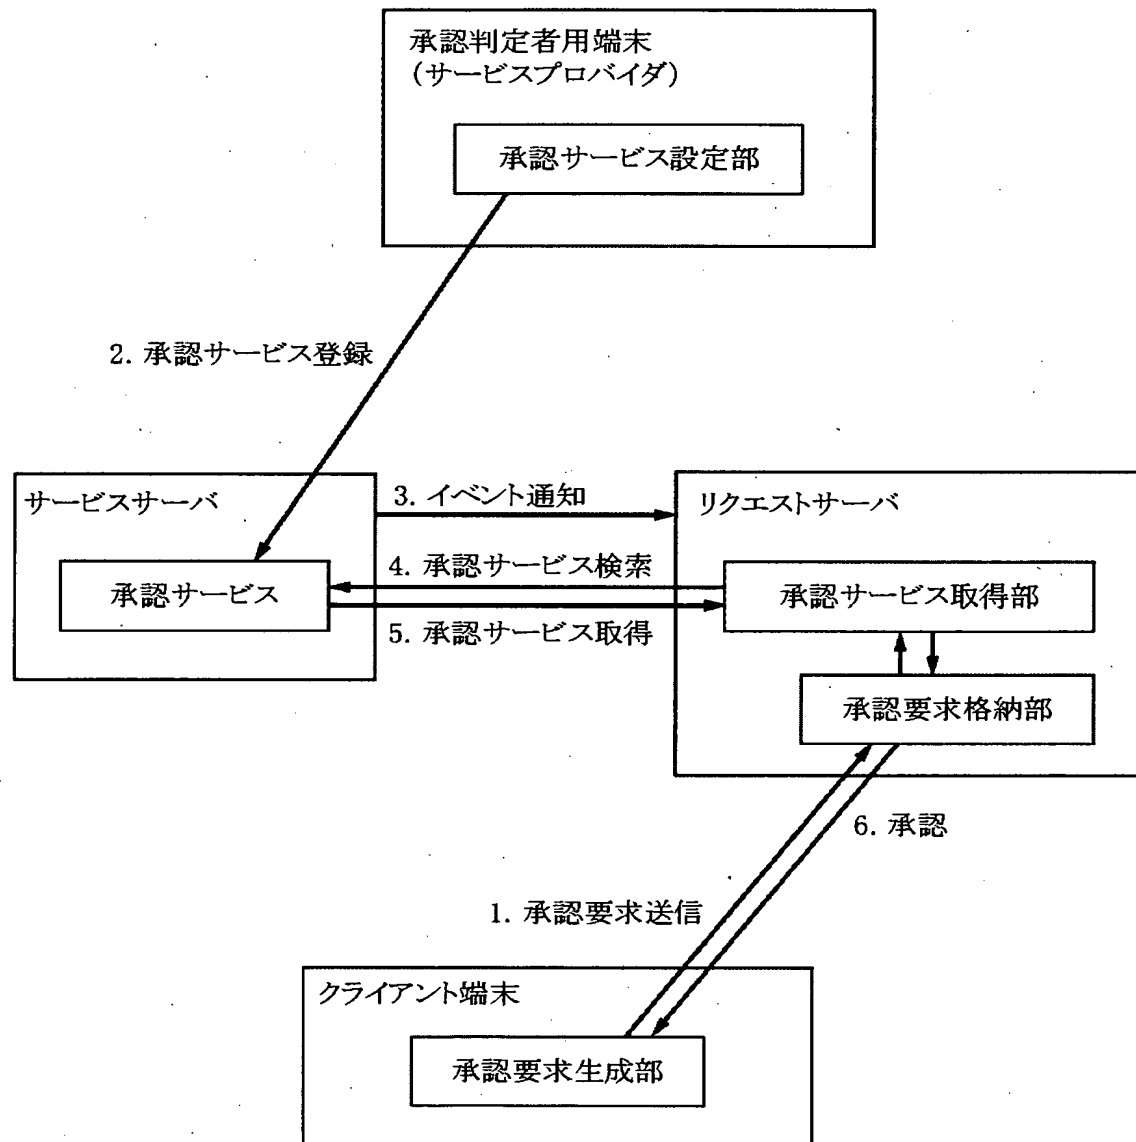 承認判定者用端末
（サービスプロバイダ）
承認サービス設定部
2. 承認サービス登録
サービスサーバ
3. イベント通知
リクエストサーバ
承認サービス
4. 承認サービス検索
5. 承認サービス取得
承認サービス取得部
承認要求格納部
6. 承認
1. 承認要求送信
クライアント端末
承認要求生成部